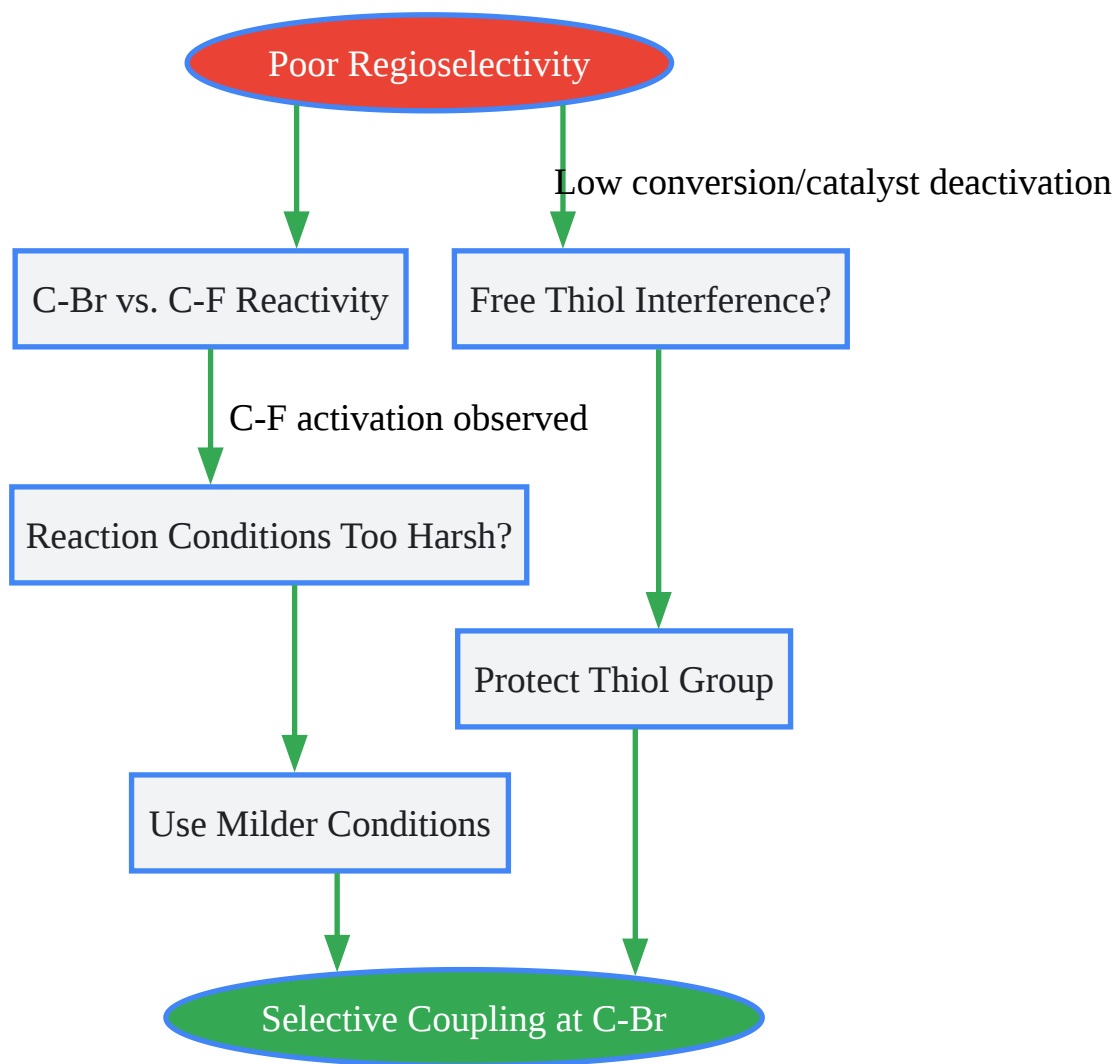 Poor Regioselectivity
Low conversion/catalyst deactivation
C-Br vs. C-F Reactivity
Free Thiol Interference?
C-F activation observed
Reaction Conditions Too Harsh?
Protect Thiol Group
Use Milder Conditions
Selective Coupling at C-Br